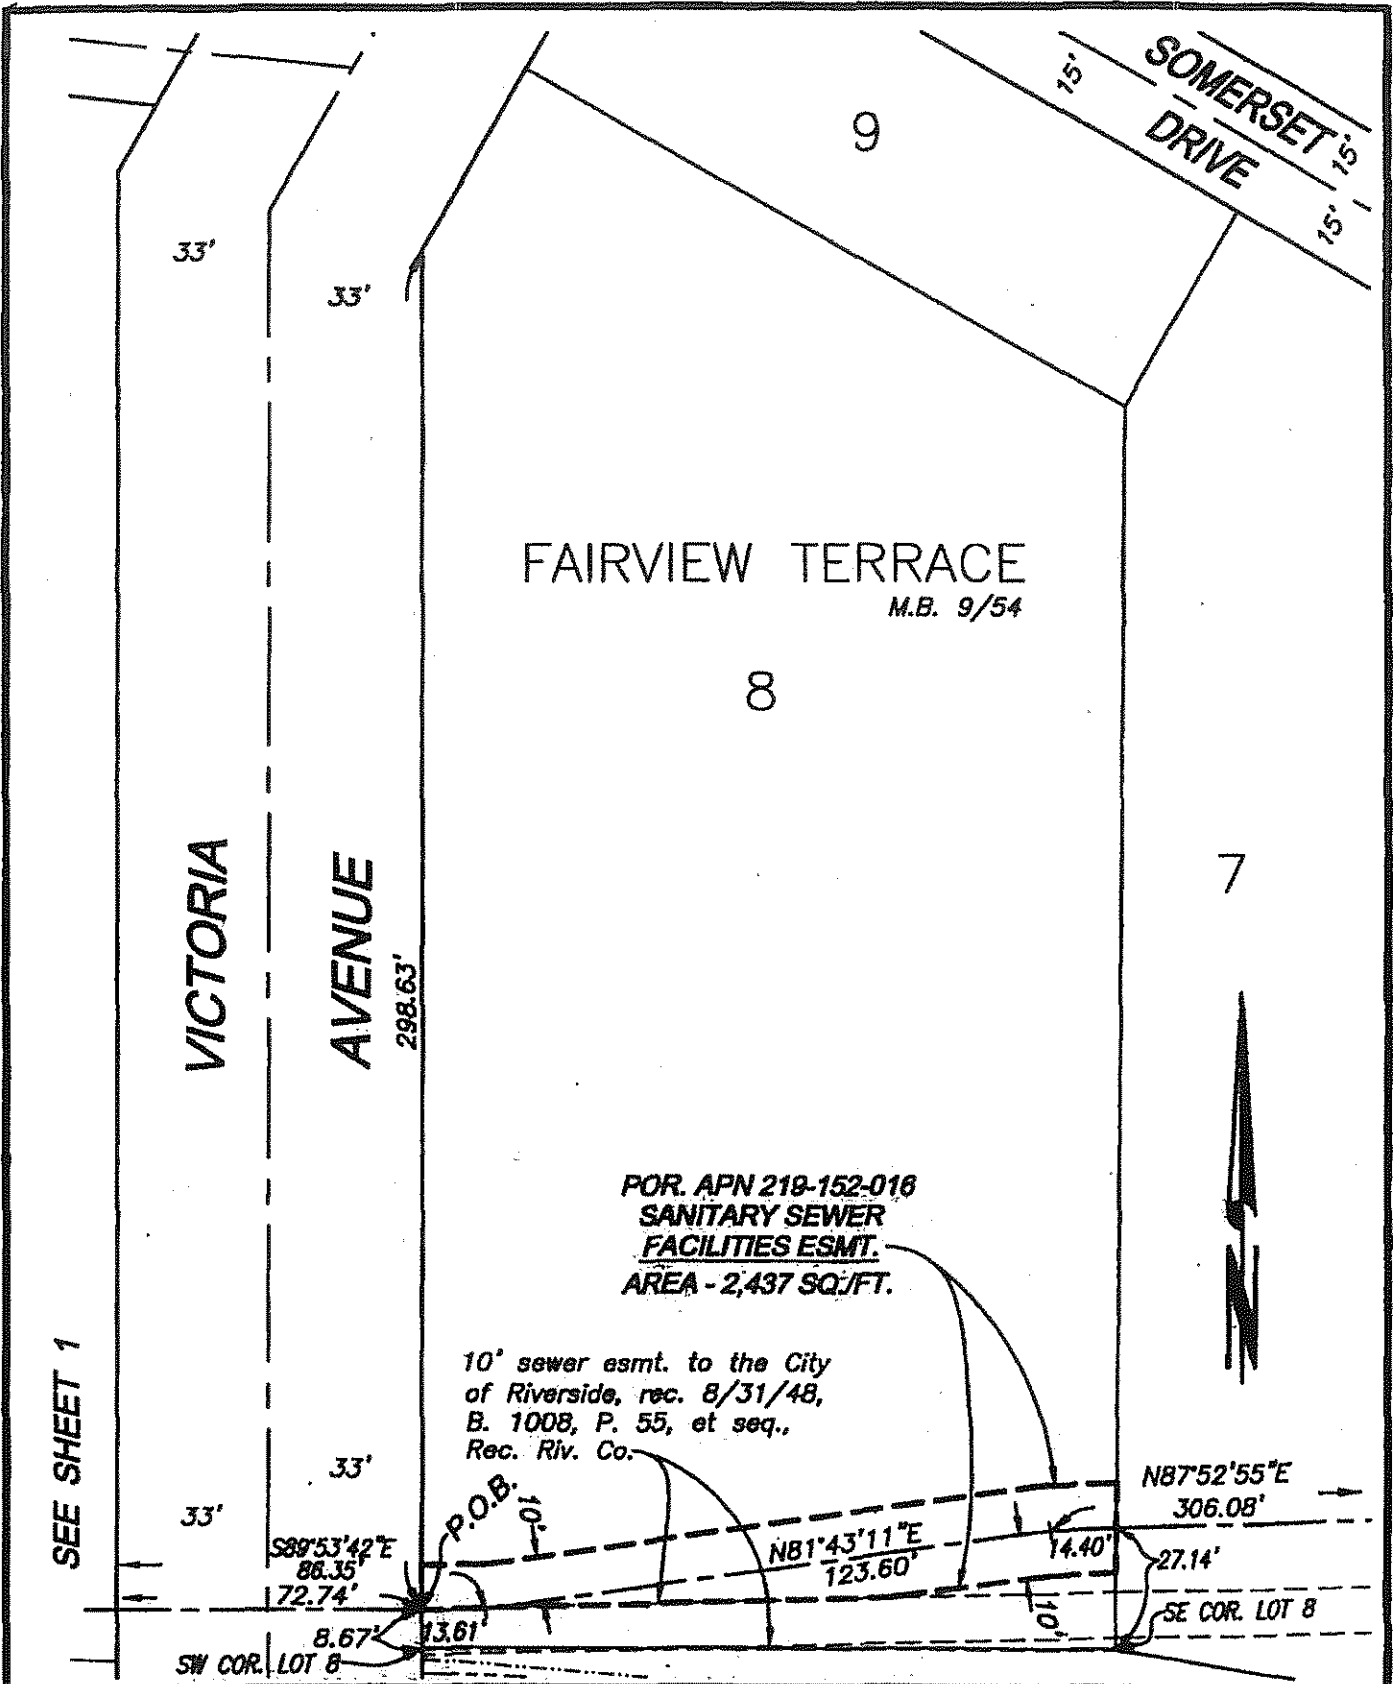 SOMERSET
DRIVE
15'
15'
15'
9
33'
33'
FAIRVIEW TERRACE
M.B. 9/54
8
7
VICTORIA
AVENUE
298.63'
POR. APN 219-152-016
SANITARY SEWER
FACILITIES ESMT.
AREA - 2,437 SQ./FT.
10' sewer esmt. to the City
of Riverside, rec. 8/31/48,
B. 1008, P. 55, et seq.,
Rec. Riv. Co.
SEE SHEET 1
33'
33'
P.O.B.
10'
N87°52'55"E
306.08'
S89°53'42"E
86.35'
72.74'
N81°43'11"E
123.60'
14.40'
27.14'
8.67'
13.61'
10'
SE COR. LOT 8
SW COR. LOT 8
N